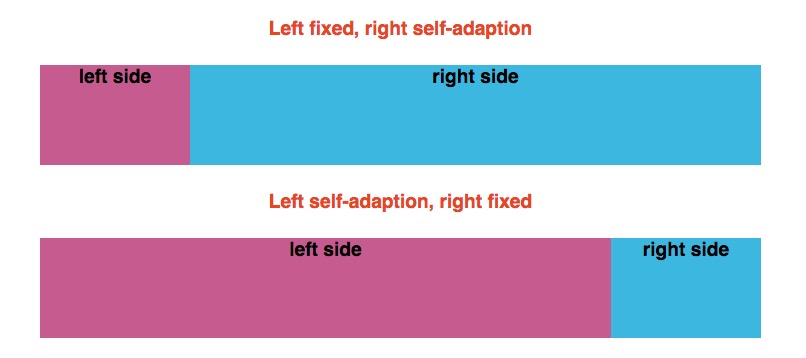 Left fixed, right self-adaption
left side right side
Left self-adaption, right fixed
left side right side